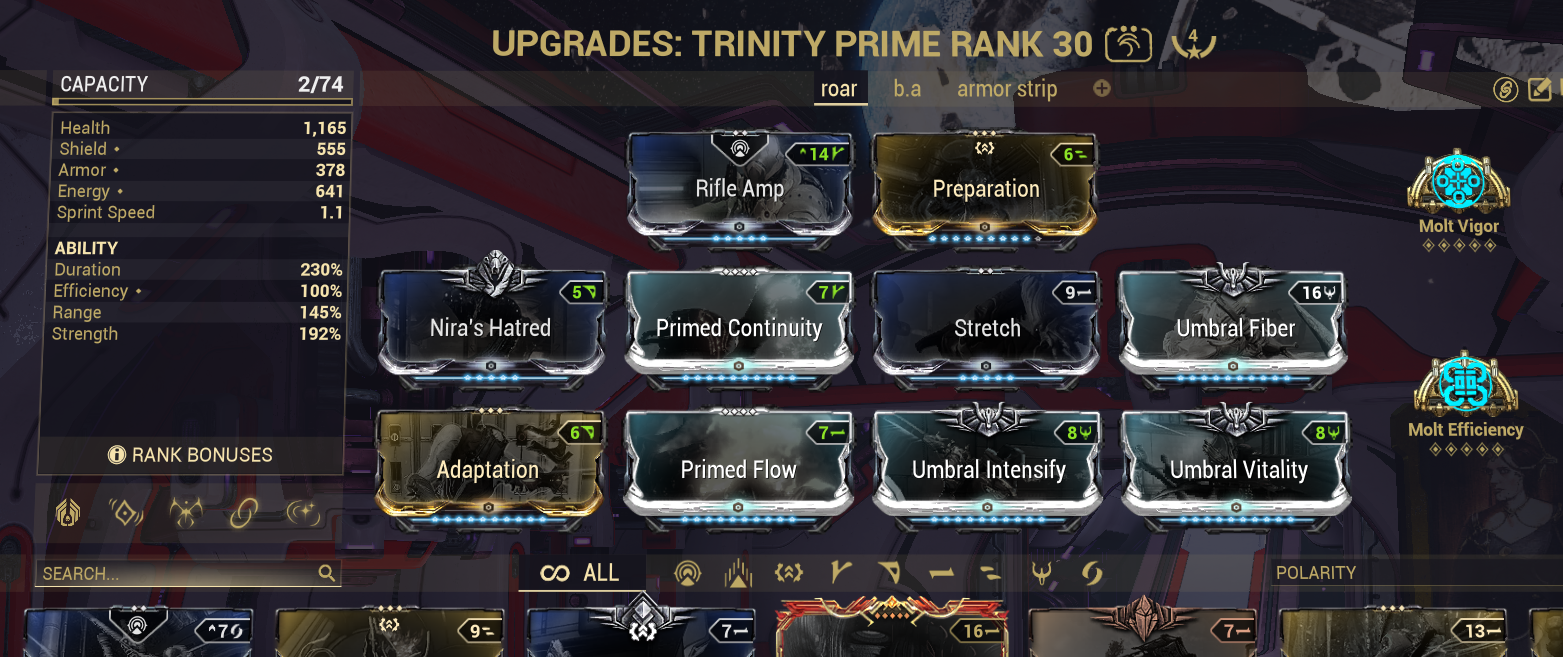 UPGRADES: TRINITY PRIME RANK 30 4
CAPACITY 2/74
roar b.a armor strip
Health 1,165
Shield 555
Armor 378
Energy 641
Sprint Speed 1.1
ABILITY
Duration 230%
Efficiency 100%
Range 145%
Strength 192%
RANK BONUSES
^14
Rifle Amp
6
Preparation
Molt Vigor
5
Nira's Hatred
7
Primed Continuity
9
Stretch
16
Umbral Fiber
Molt Efficiency
6
Adaptation
7
Primed Flow
8
Umbral Intensify
8
Umbral Vitality
SEARCH...
ALL
POLARITY
^7 9 7 16 7 13